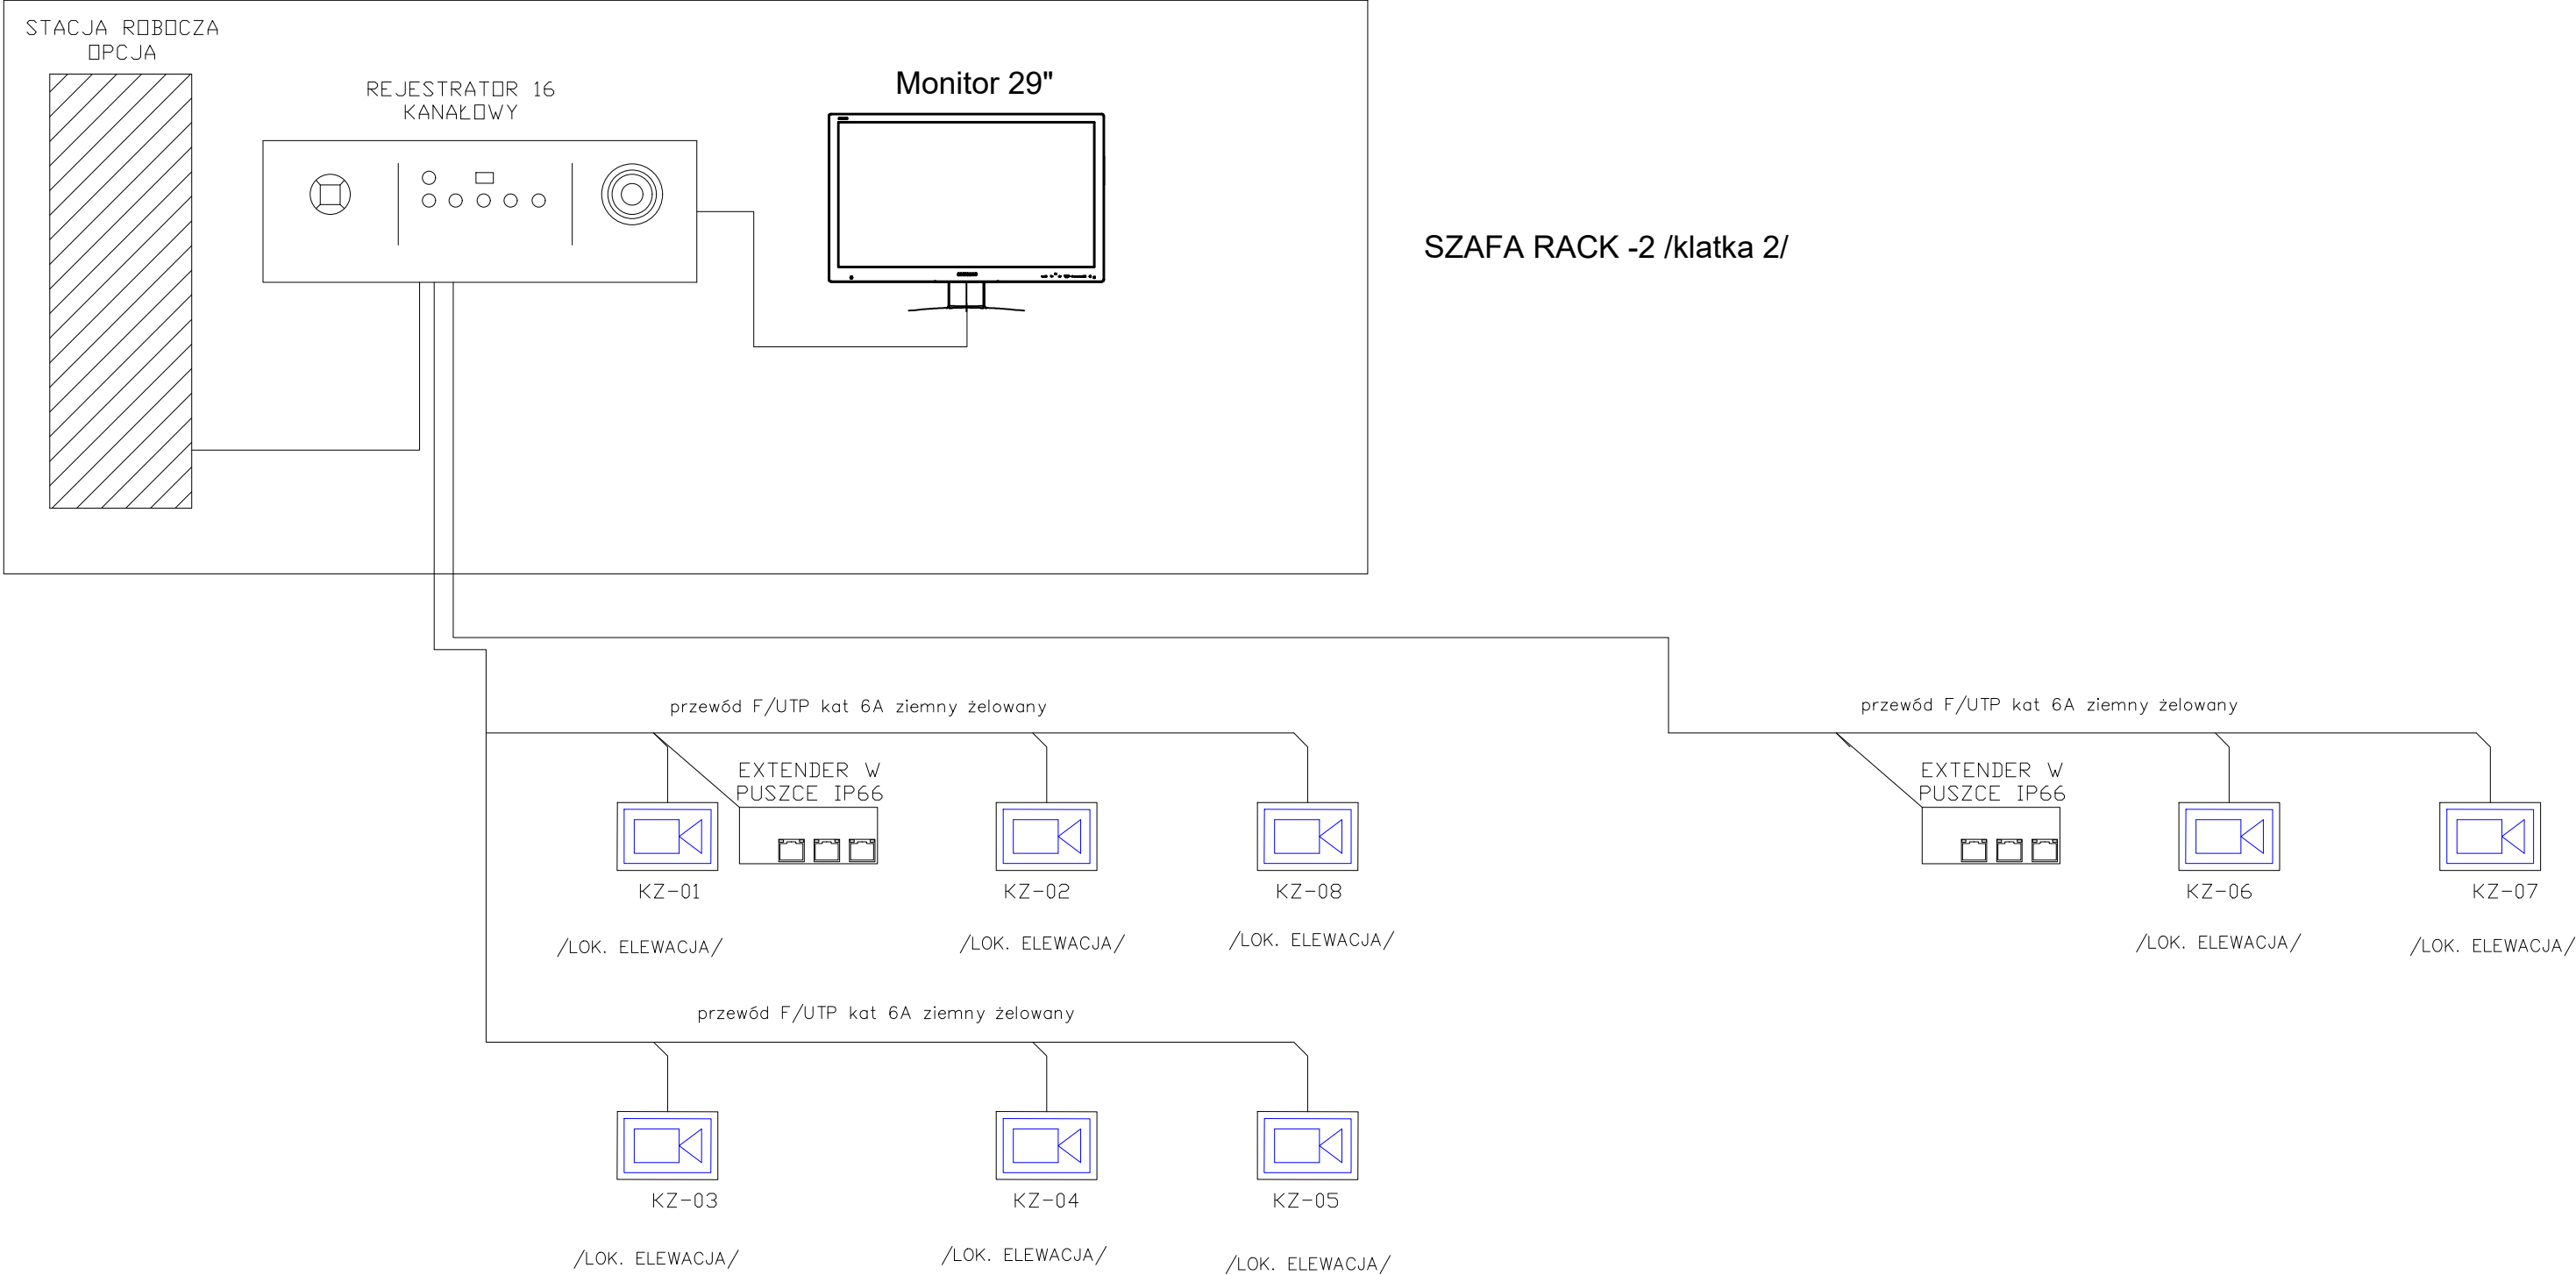 STACJA ROBOCZA
OPCJA
REJESTRATOR 16
KANAŁOWY
Monitor 29"
SZAFA RACK -2 /klatka 2/
przewód F/UTP kat 6A ziemny żelowany
przewód F/UTP kat 6A ziemny żelowany
EXTENDER W
PUSZCE IP66
EXTENDER W
PUSZCE IP66
KZ-01
KZ-02
KZ-08
KZ-06
KZ-07
/LOK. ELEWACJA/
/LOK. ELEWACJA/
/LOK. ELEWACJA/
/LOK. ELEWACJA/
/LOK. ELEWACJA/
przewód F/UTP kat 6A ziemny żelowany
KZ-03
KZ-04
KZ-05
/LOK. ELEWACJA/
/LOK. ELEWACJA/
/LOK. ELEWACJA/